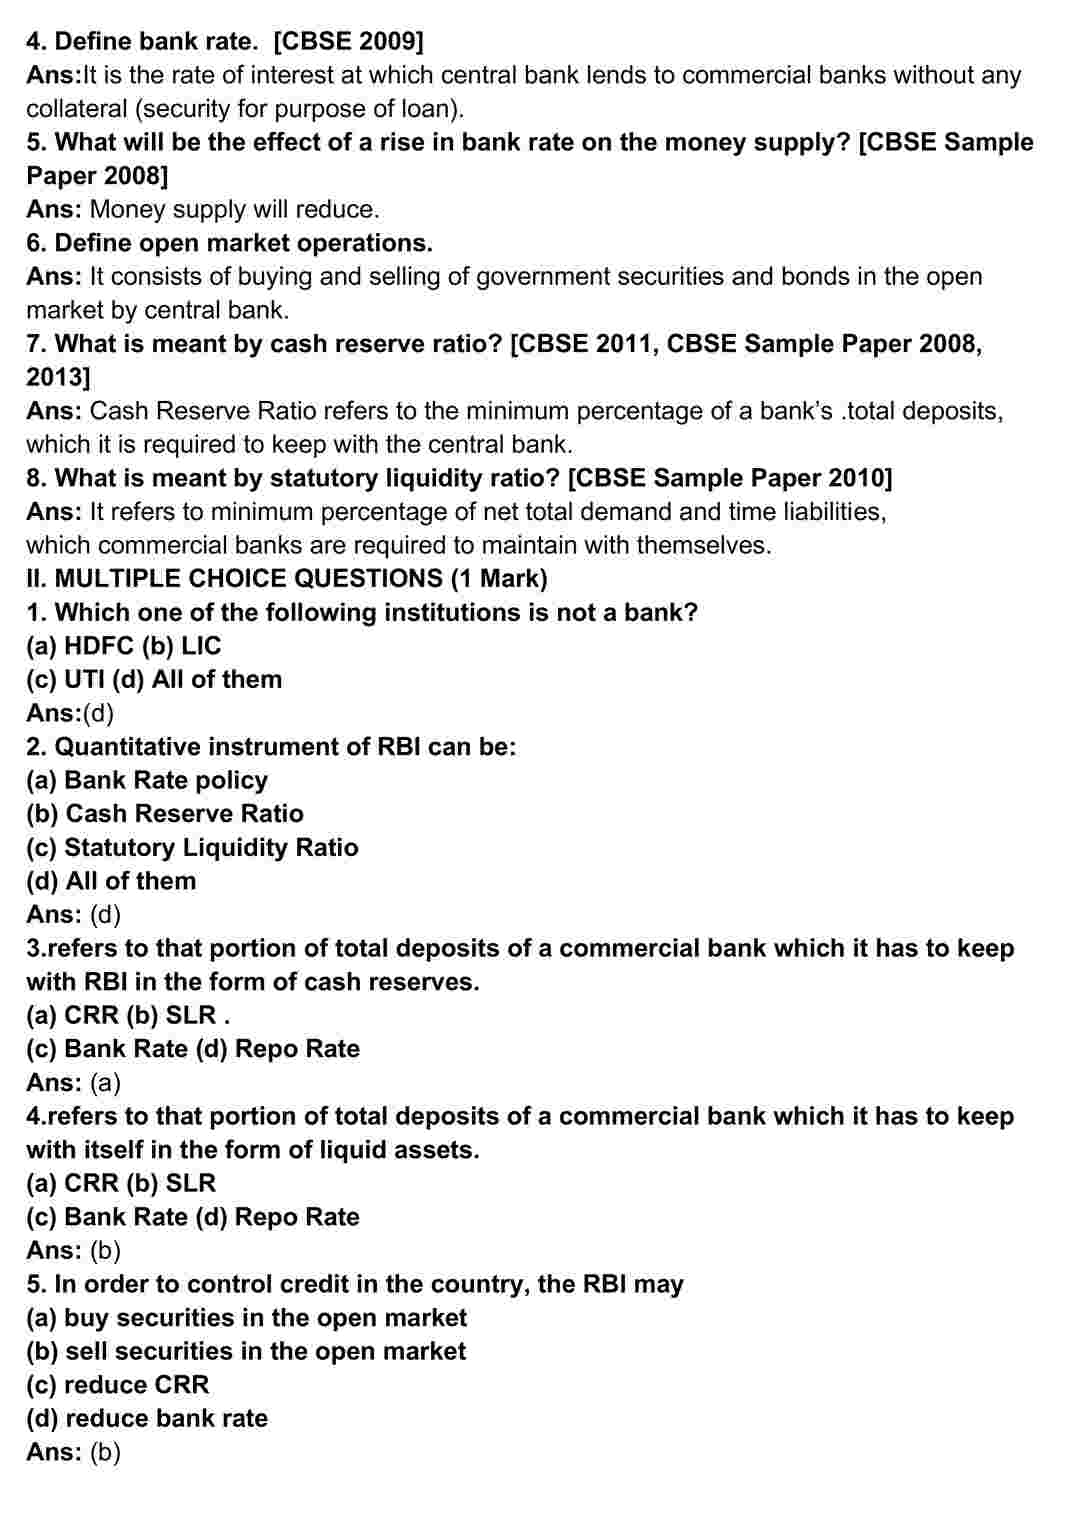 4. Define bank rate.  [CBSE 2009]
Ans:It is the rate of interest at which central bank lends to commercial banks without any
collateral (security for purpose of loan).
5. What will be the effect of a rise in bank rate on the money supply? [CBSE Sample
Paper 2008]
Ans: Money supply will reduce.
6. Define open market operations.
Ans: It consists of buying and selling of government securities and bonds in the open
market by central bank.
7. What is meant by cash reserve ratio? [CBSE 2011, CBSE Sample Paper 2008,
2013]
Ans: Cash Reserve Ratio refers to the minimum percentage of a bank’s .total deposits,
which it is required to keep with the central bank.
8. What is meant by statutory liquidity ratio? [CBSE Sample Paper 2010]
Ans: It refers to minimum percentage of net total demand and time liabilities,
which commercial banks are required to maintain with themselves.
II. MULTIPLE CHOICE QUESTIONS (1 Mark)
1. Which one of the following institutions is not a bank?
(a) HDFC (b) LIC
(c) UTI (d) All of them
Ans:(d)
2. Quantitative instrument of RBI can be:
(a) Bank Rate policy
(b) Cash Reserve Ratio
(c) Statutory Liquidity Ratio
(d) All of them
Ans: (d)
3.refers to that portion of total deposits of a commercial bank which it has to keep
with RBI in the form of cash reserves.
(a) CRR (b) SLR .
(c) Bank Rate (d) Repo Rate
Ans: (a)
4.refers to that portion of total deposits of a commercial bank which it has to keep
with itself in the form of liquid assets.
(a) CRR (b) SLR
(c) Bank Rate (d) Repo Rate
Ans: (b)
5. In order to control credit in the country, the RBI may
(a) buy securities in the open market
(b) sell securities in the open market
(c) reduce CRR
(d) reduce bank rate
Ans: (b)